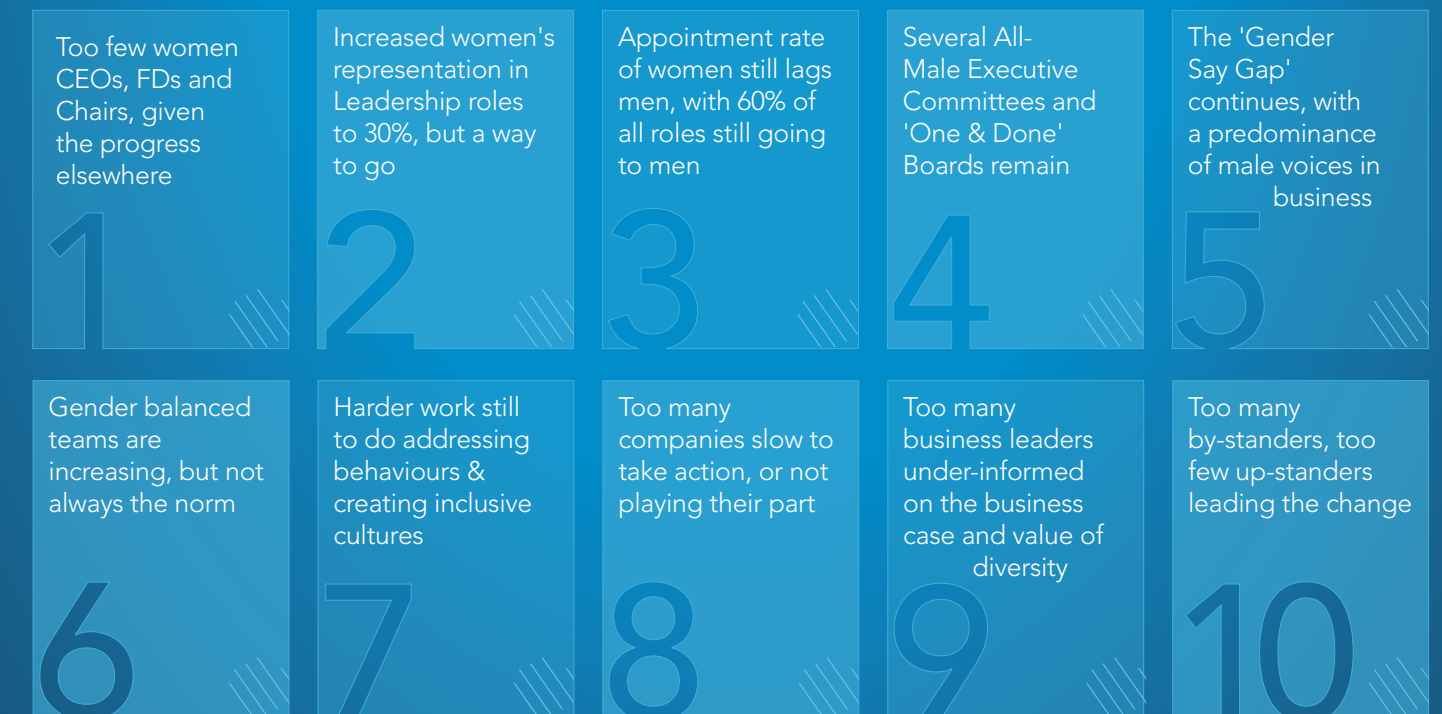 Too few women
CEOs, FDs and
Chairs, given
the progress
elsewhere
1
Increased women's
representation in
Leadership roles
to 30%, but a way
to go
2
Appointment rate
of women still lags
men, with 60% of
all roles still going
to men
3
Several All-
Male Executive
Committees and
'One & Done'
Boards remain
4
The 'Gender
Say Gap'
continues, with
a predominance
of male voices in
business
5
Gender balanced
teams are
increasing, but not
always the norm
6
Harder work still
to do addressing
behaviours &
creating inclusive
cultures
7
Too many
companies slow to
take action, or not
playing their part
8
Too many
business leaders
under-informed
on the business
case and value of
diversity
9
Too many
by-standers, too
few up-standers
leading the change
10